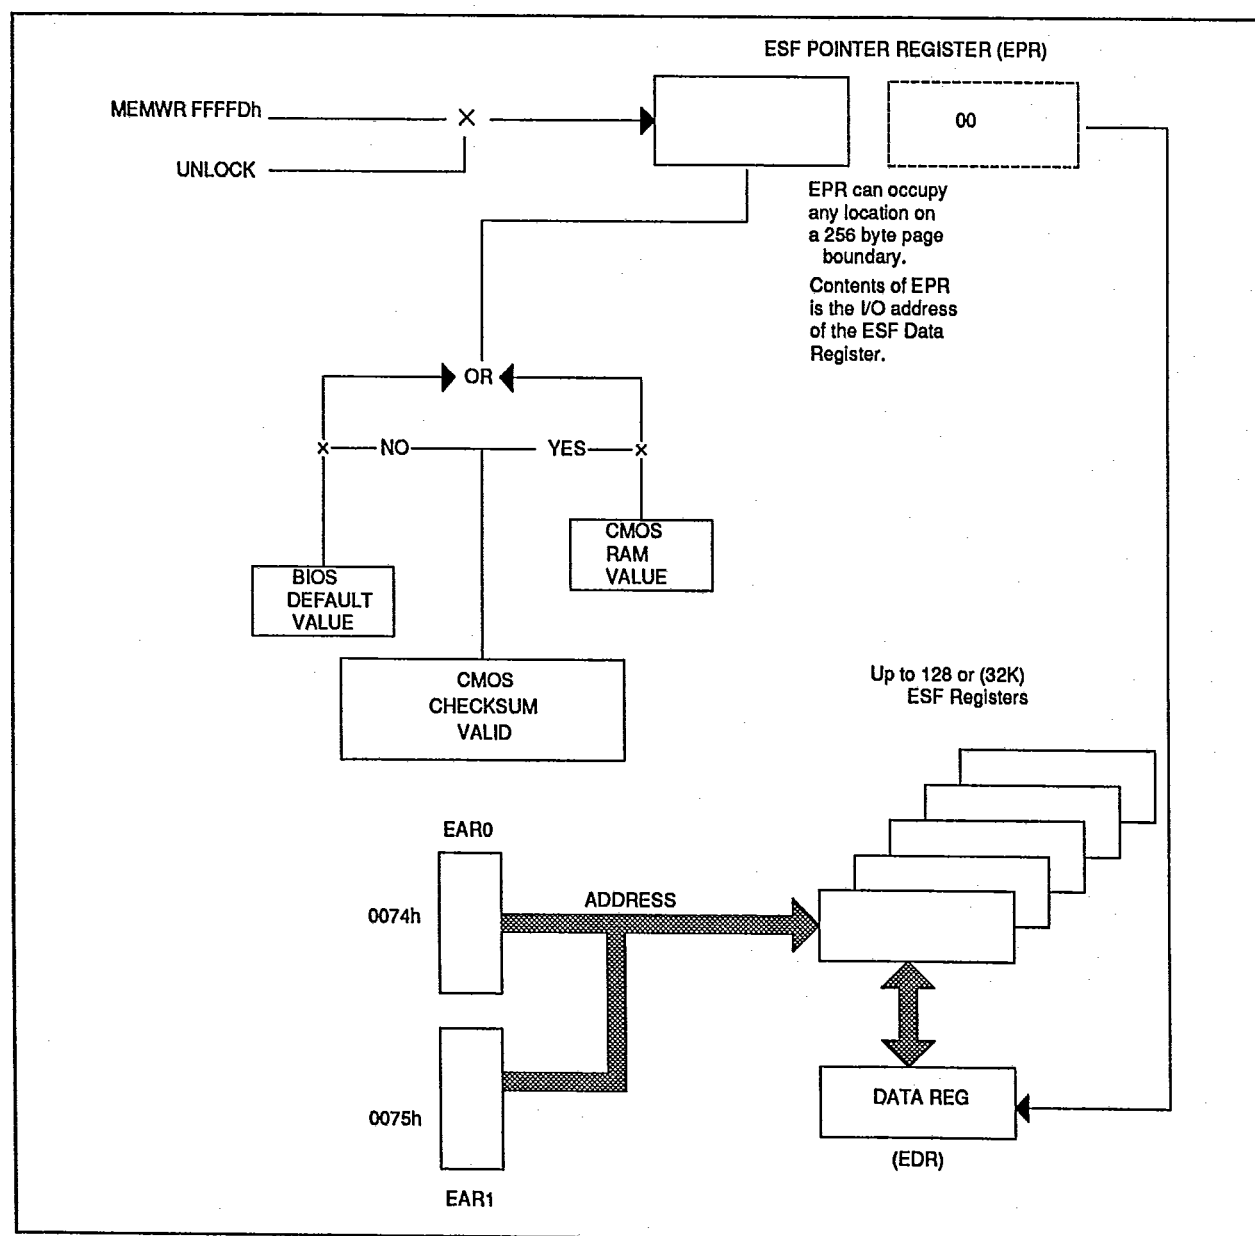 ESF POINTER REGISTER (EPR)
MEMWR FFFFDh
×
00
UNLOCK
EPR can occupy
any location on
a 256 byte page
boundary.
Contents of EPR
is the I/O address
of the ESF Data
Register.
OR
× NO YES ×
CMOS
RAM
VALUE
BIOS
DEFAULT
VALUE
CMOS
CHECKSUM
VALID
Up to 128 or (32K)
ESF Registers
EAR0
ADDRESS
0074h
DATA REG
0075h
(EDR)
EAR1